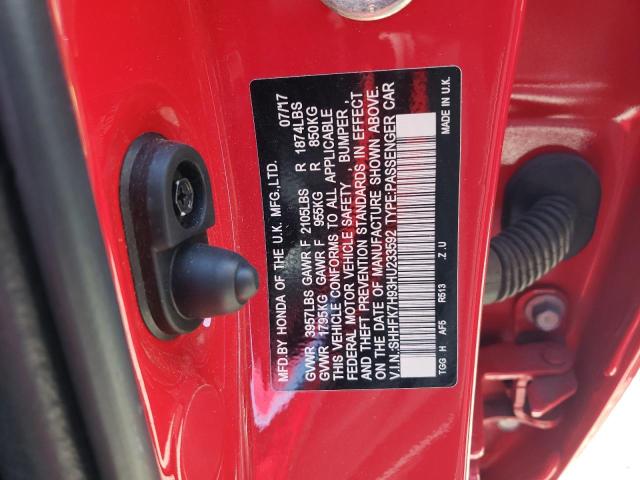 MFD.BY HONDA OF THE U.K. MFG.,LTD. 07/17
GVWR 3957LBS GAWR F 2105LBS R 1874LBS
GVWR 1795KG GAWR F 955KG R 850KG
THIS VEHICLE CONFORMS TO ALL APPLICABLE
FEDERAL MOTOR VEHICLE SAFETY , BUMPER ,
AND THEFT PREVENTION STANDARDS IN EFFECT
ON THE DATE OF MANUFACTURE SHOWN ABOVE.
V.I.N.:SHHFK7H93HU233592 TYPE:PASSENGER CAR
TGG H AF5 R513 .Z .U MADE IN U.K.